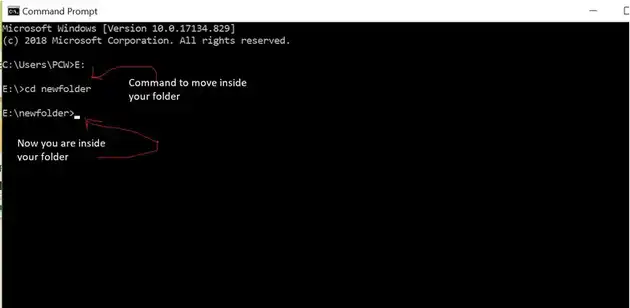 Command Prompt
Microsoft Windows [Version 10.0.17134.829]
(c) 2018 Microsoft Corporation. All rights reserved.
C:\Users\PCW>E:
E:\>cd newfolder
Command to move inside
your folder
E:\newfolder>
Now you are inside
your folder